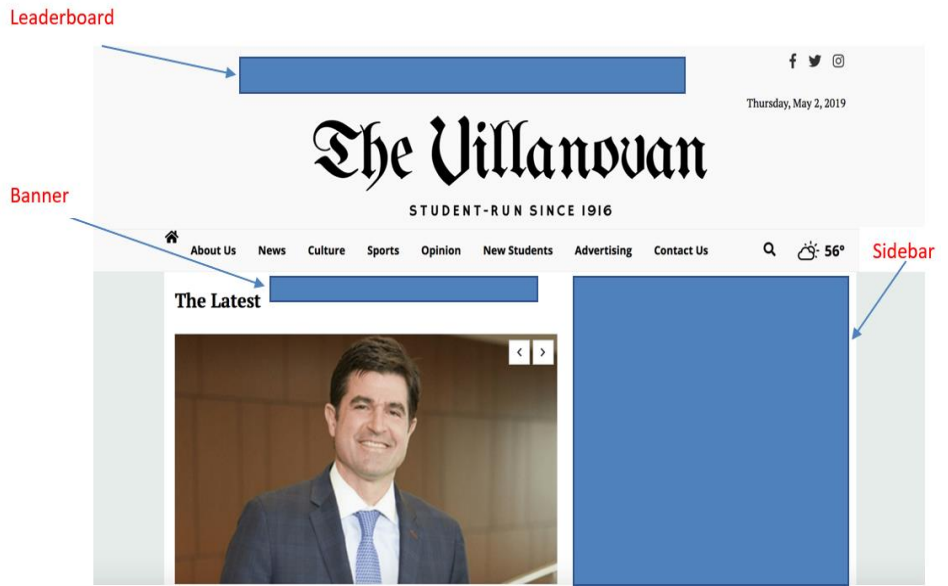 Leaderboard
Thursday, May 2, 2019
The Villanovan
STUDENT-RUN SINCE 1916
Banner
About Us News Culture Sports Opinion New Students Advertising Contact Us 56°
Sidebar
The Latest